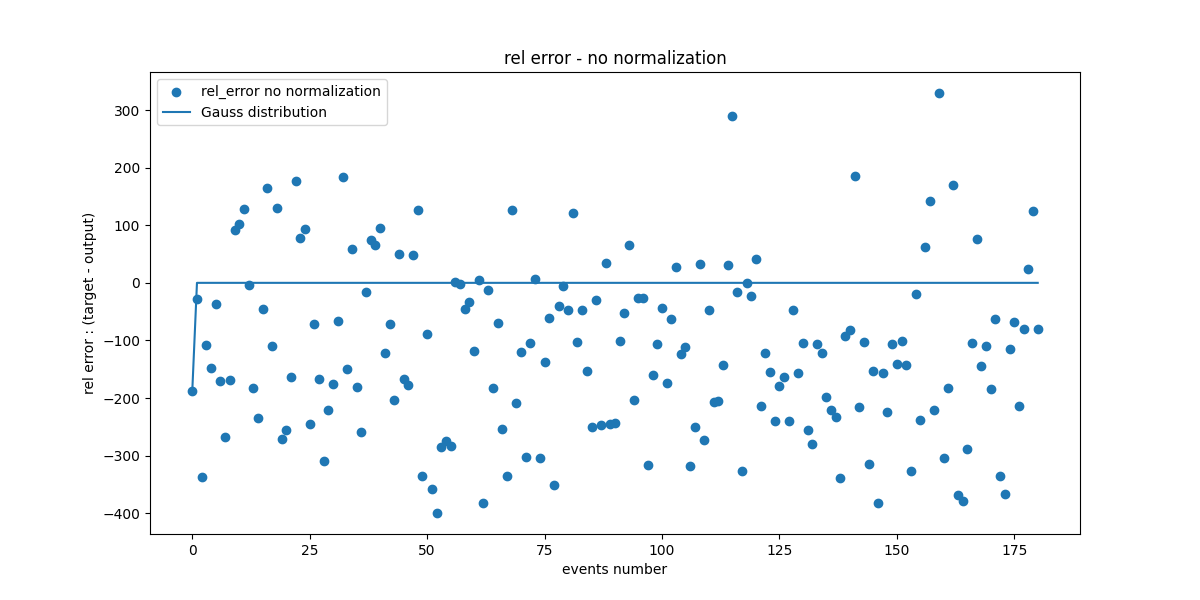 rel error - no normalization
rel_error no normalization
Gauss distribution
300
200
100
0
−100
−200
−300
−400
rel error : (target - output)
0 25 50 75 100 125 150 175
events number